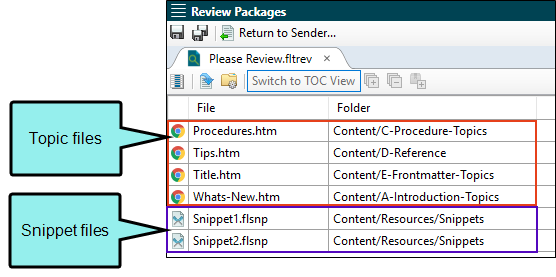 Review Packages
Return to Sender...
Please Review.fltrev ×
Switch to TOC View
File Folder
Topic files
Procedures.htm Content/C-Procedure-Topics
Tips.htm Content/D-Reference
Title.htm Content/E-Frontmatter-Topics
Whats-New.htm Content/A-Introduction-Topics
Snippet files
Snippet1.flsnp Content/Resources/Snippets
Snippet2.flsnp Content/Resources/Snippets